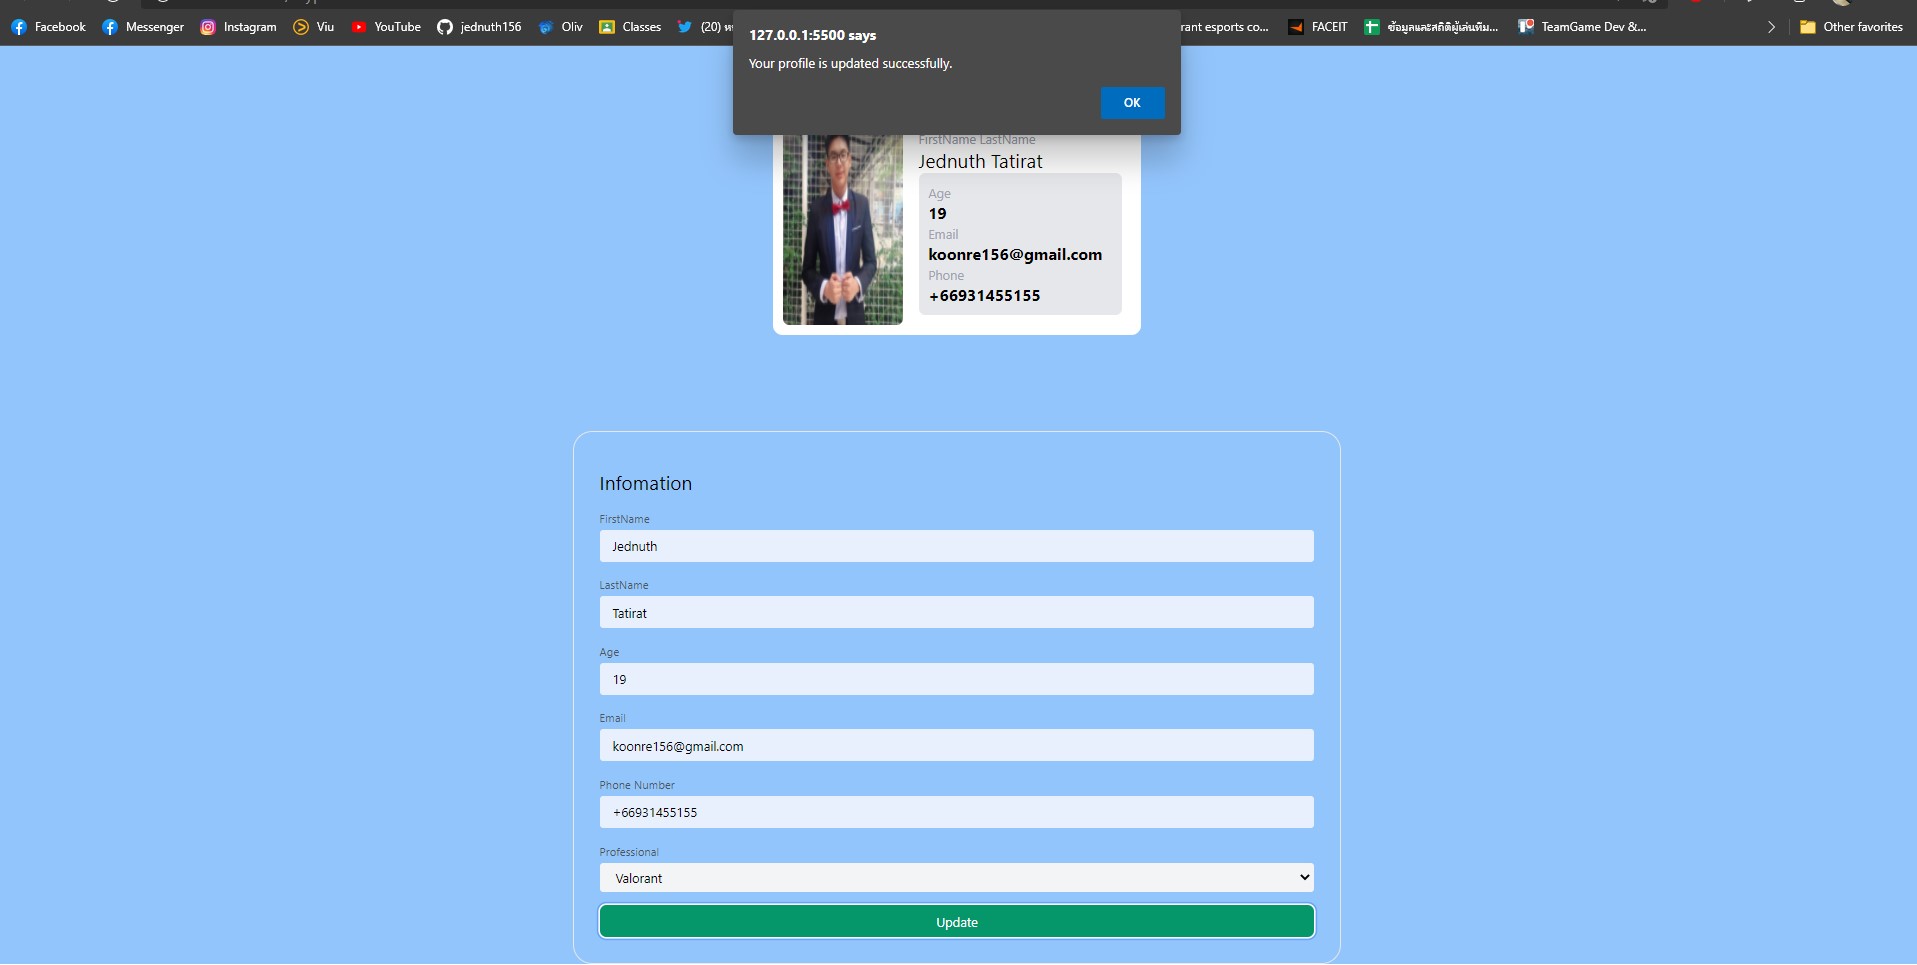 Facebook Messenger Instagram Viu YouTube jednuth156 Oliv Classes (20) rant esports co... FACEIT ข้อมูลและสถิติผู้เล่นทีม... TeamGame Dev &... Other favorites
127.0.0.1:5500 says
Your profile is updated successfully.
OK
FirstName LastName
Jednuth Tatirat
Age
19
Email
koonre156@gmail.com
Phone
+66931455155
Infomation
FirstName
Jednuth
LastName
Tatirat
Age
19
Email
koonre156@gmail.com
Phone Number
+66931455155
Professional
Valorant
Update